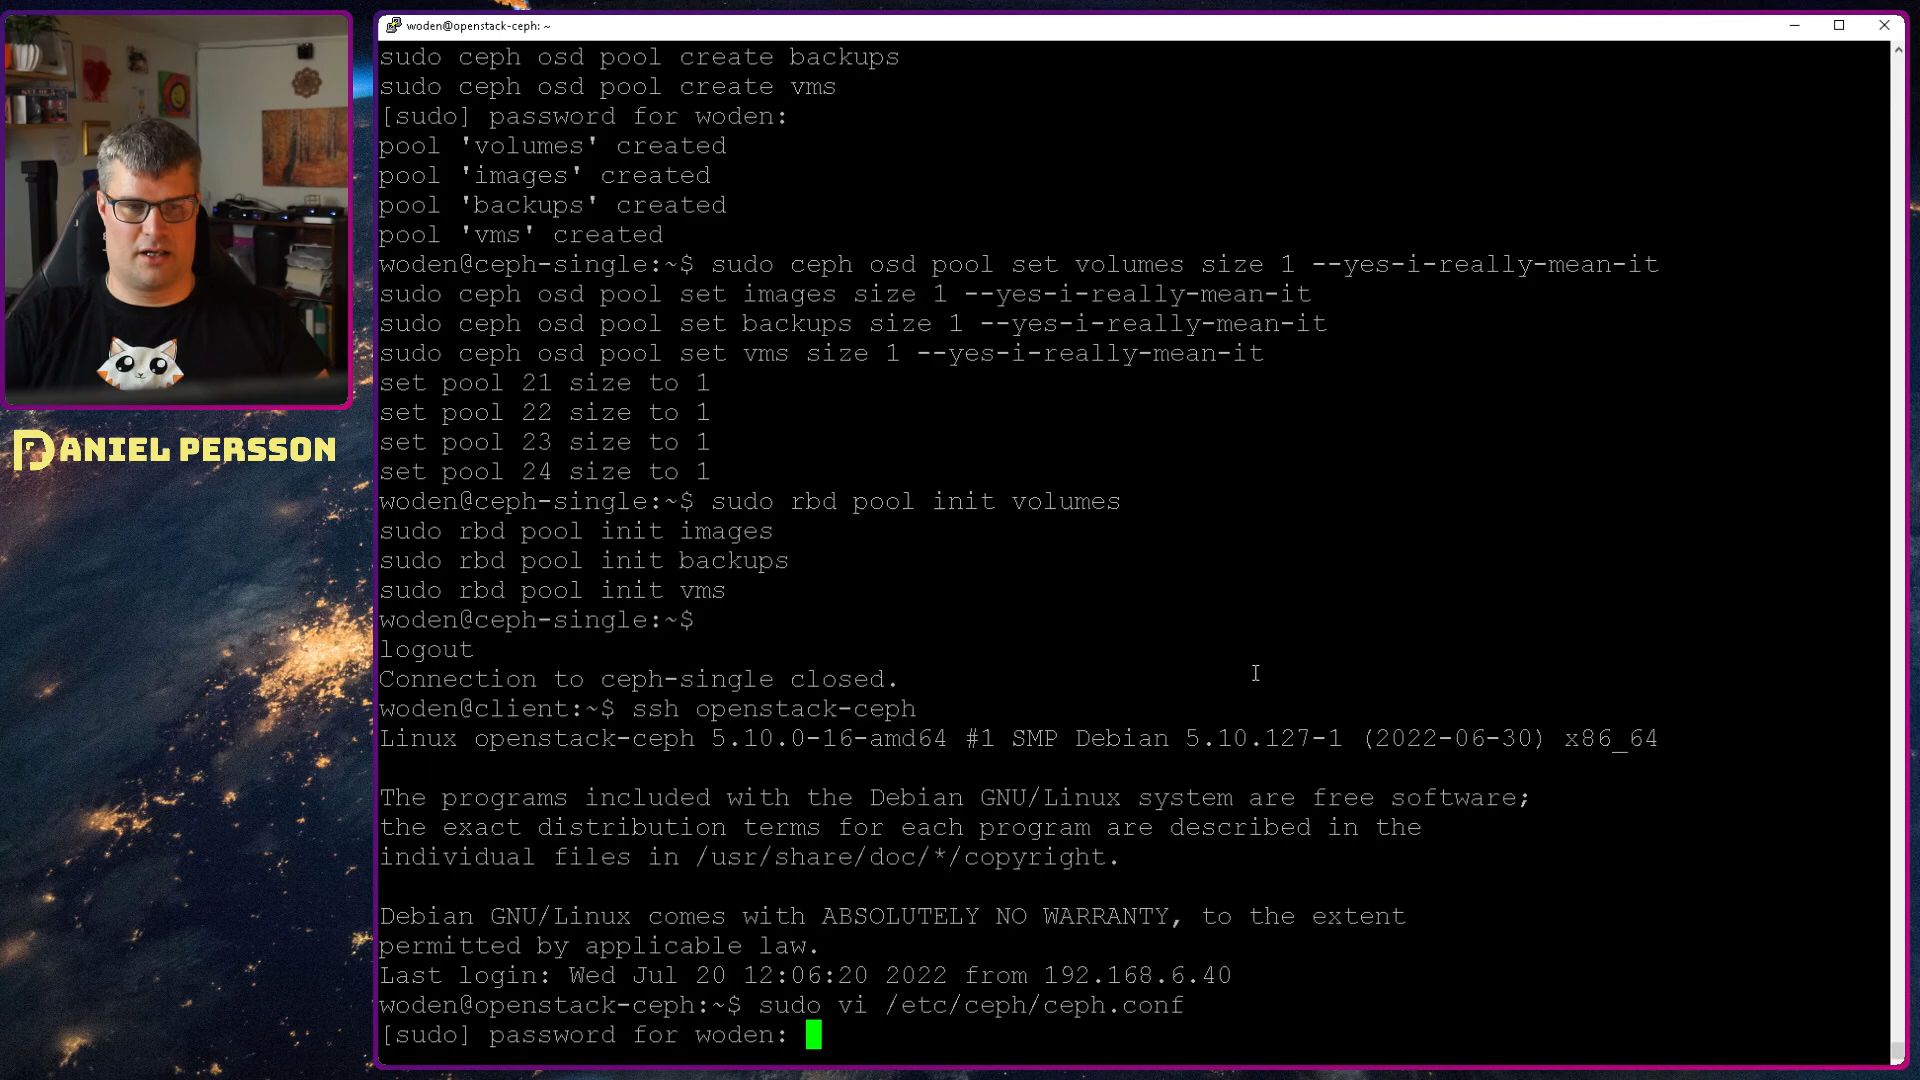 woden@openstack-ceph: ~
sudo ceph osd pool create backups
sudo ceph osd pool create vms
[sudo] password for woden:
pool 'volumes' created
pool 'images' created
pool 'backups' created
pool 'vms' created
woden@ceph-single:~$ sudo ceph osd pool set volumes size 1 --yes-i-really-mean-it
sudo ceph osd pool set images size 1 --yes-i-really-mean-it
sudo ceph osd pool set backups size 1 --yes-i-really-mean-it
sudo ceph osd pool set vms size 1 --yes-i-really-mean-it
set pool 21 size to 1
set pool 22 size to 1
set pool 23 size to 1
set pool 24 size to 1
woden@ceph-single:~$ sudo rbd pool init volumes
sudo rbd pool init images
sudo rbd pool init backups
sudo rbd pool init vms
woden@ceph-single:~$
logout
Connection to ceph-single closed.
woden@client:~$ ssh openstack-ceph
Linux openstack-ceph 5.10.0-16-amd64 #1 SMP Debian 5.10.127-1 (2022-06-30) x86_64
The programs included with the Debian GNU/Linux system are free software;
the exact distribution terms for each program are described in the
individual files in /usr/share/doc/*/copyright.
Debian GNU/Linux comes with ABSOLUTELY NO WARRANTY, to the extent
permitted by applicable law.
Last login: Wed Jul 20 12:06:20 2022 from 192.168.6.40
woden@openstack-ceph:~$ sudo vi /etc/ceph/ceph.conf
[sudo] password for woden:
DANIEL PERSSON